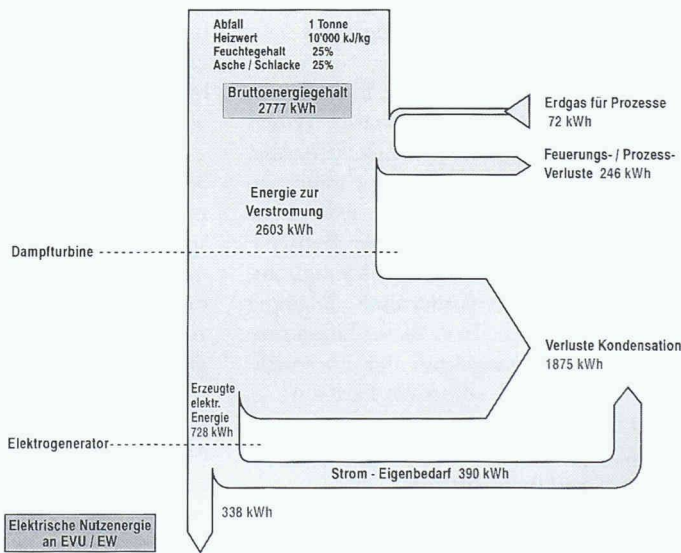 Abfall 1 Tonne
Heizwert 10'000 kJ/kg
Feuchtegehalt 25%
Asche / Schlacke 25%
Bruttoenergiegehalt
2777 kWh
Erdgas für Prozesse
72 kWh
Feuerungs- / Prozess-
Verluste 246 kWh
Energie zur
Verstromung
2603 kWh
Dampfturbine
Verluste Kondensation
1875 kWh
Erzeugte
elektr.
Energie
728 kWh
Elektrogenerator
Strom - Eigenbedarf 390 kWh
338 kWh
Elektrische Nutzenergie
an EVU / EW